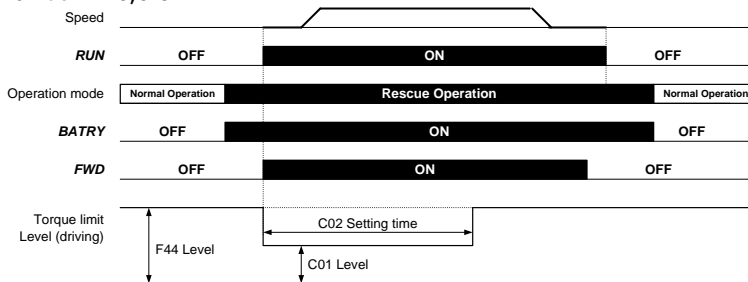 Speed
RUN OFF ON OFF
Operation mode Normal Operation Rescue Operation Normal Operation
BATRY OFF ON OFF
FWD OFF ON OFF
Torque limit
Level (driving)
C02 Setting time
F44 Level
C01 Level